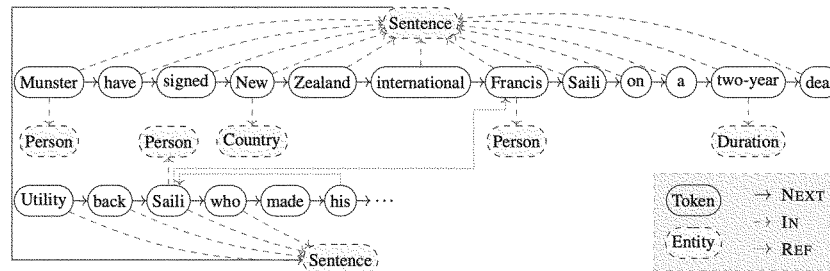 Sentence
Munster have signed New Zealand international Francis Saili on a two-year dea
Person Person Country Person Duration
Utility back Saili who made his ...
Token NEXT
IN
Entity REF
Sentence